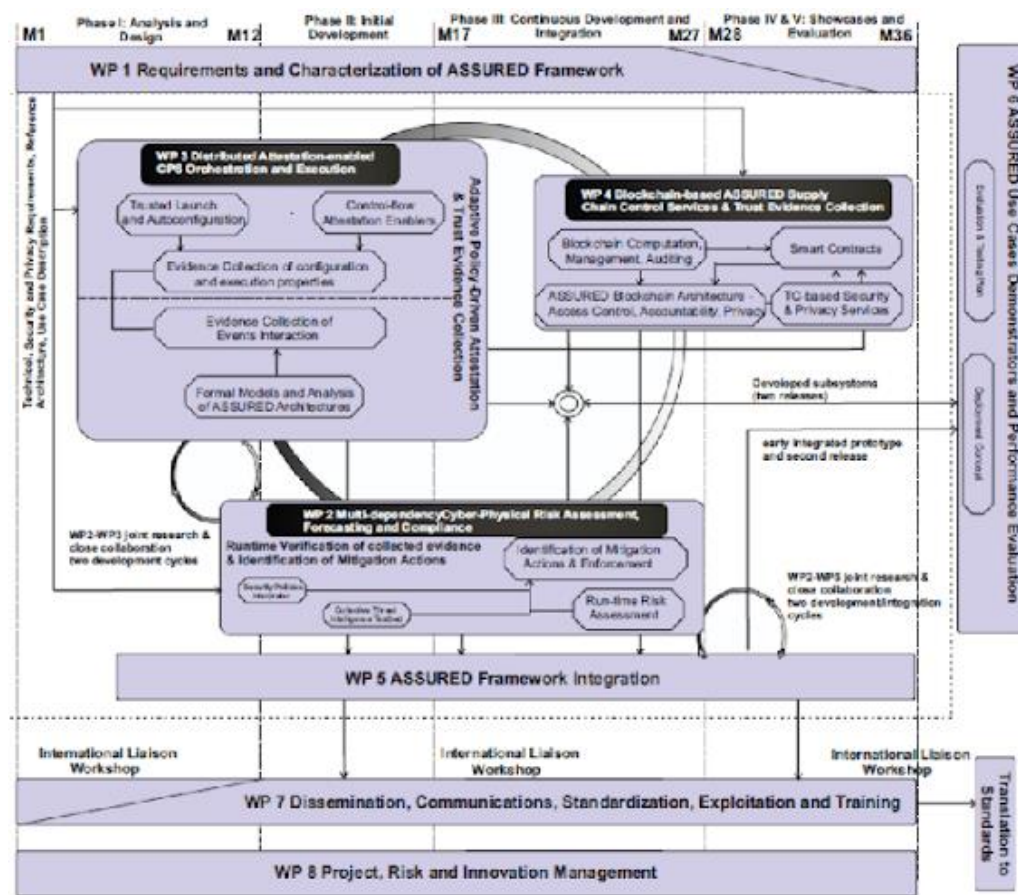 Phase I: Analysis and
Design
Phase II: Initial
Development
Phase III: Continuous Development and
Integration
Phase IV & V: Showcases and
Evaluation
M1
M12
M17
M27
M28
M36
WP 1 Requirements and Characterization of ASSURED Framework
Technical, Security and Privacy Requirements, Reference
Architecture, Use Case Description
WP 3 Distributed Attestation-enabled
CPS Orchestration and Execution
Trusted Launch
and Autoconfiguration
Control-flow
Attestation Enablers
Evidence Collection of configuration
and execution properties
Evidence Collection of
Events Interaction
Formal Models and Analysis
of ASSURED Architectures
Adaptive Policy-Driven Attestation
& Trust Evidence
Collection
WP 4 Blockchain-based ASSURED Supply
Chain Control Services & Trust Evidence Collection
Blockchain Computation,
Management, Auditing
Smart Contracts
ASSURED Blockchain Architecture -
Access Control, Accountability, Privacy
TC-based Security
& Privacy Services
Developed subsystems
(two releases)
early integrated prototype
and second release
WP 6 ASSURED Use Cases Demonstrators and Performance
Evaluation
Evaluation & Testing Plan
WP2-WP3 joint research &
close collaboration
two development cycles
WP 2 Multi-dependencyCyber-Physical Risk Assessment,
Forecasting and Compliance
Runtime Verification of collected evidence
& Identification of Mitigation Actions
Identification of Mitigation
Actions & Enforcement
Security Policies
Run-time Risk
Assessment
WP2-WP5 joint research &
close collaboration
two development/integration
cycles
WP 5 ASSURED Framework Integration
International Liaison
Workshop
International Liaison
Workshop
International Liaison
Workshop
WP 7 Dissemination, Communications, Standardization, Exploitation and Training
Translation to
Standards
WP 8 Project, Risk and Innovation Management